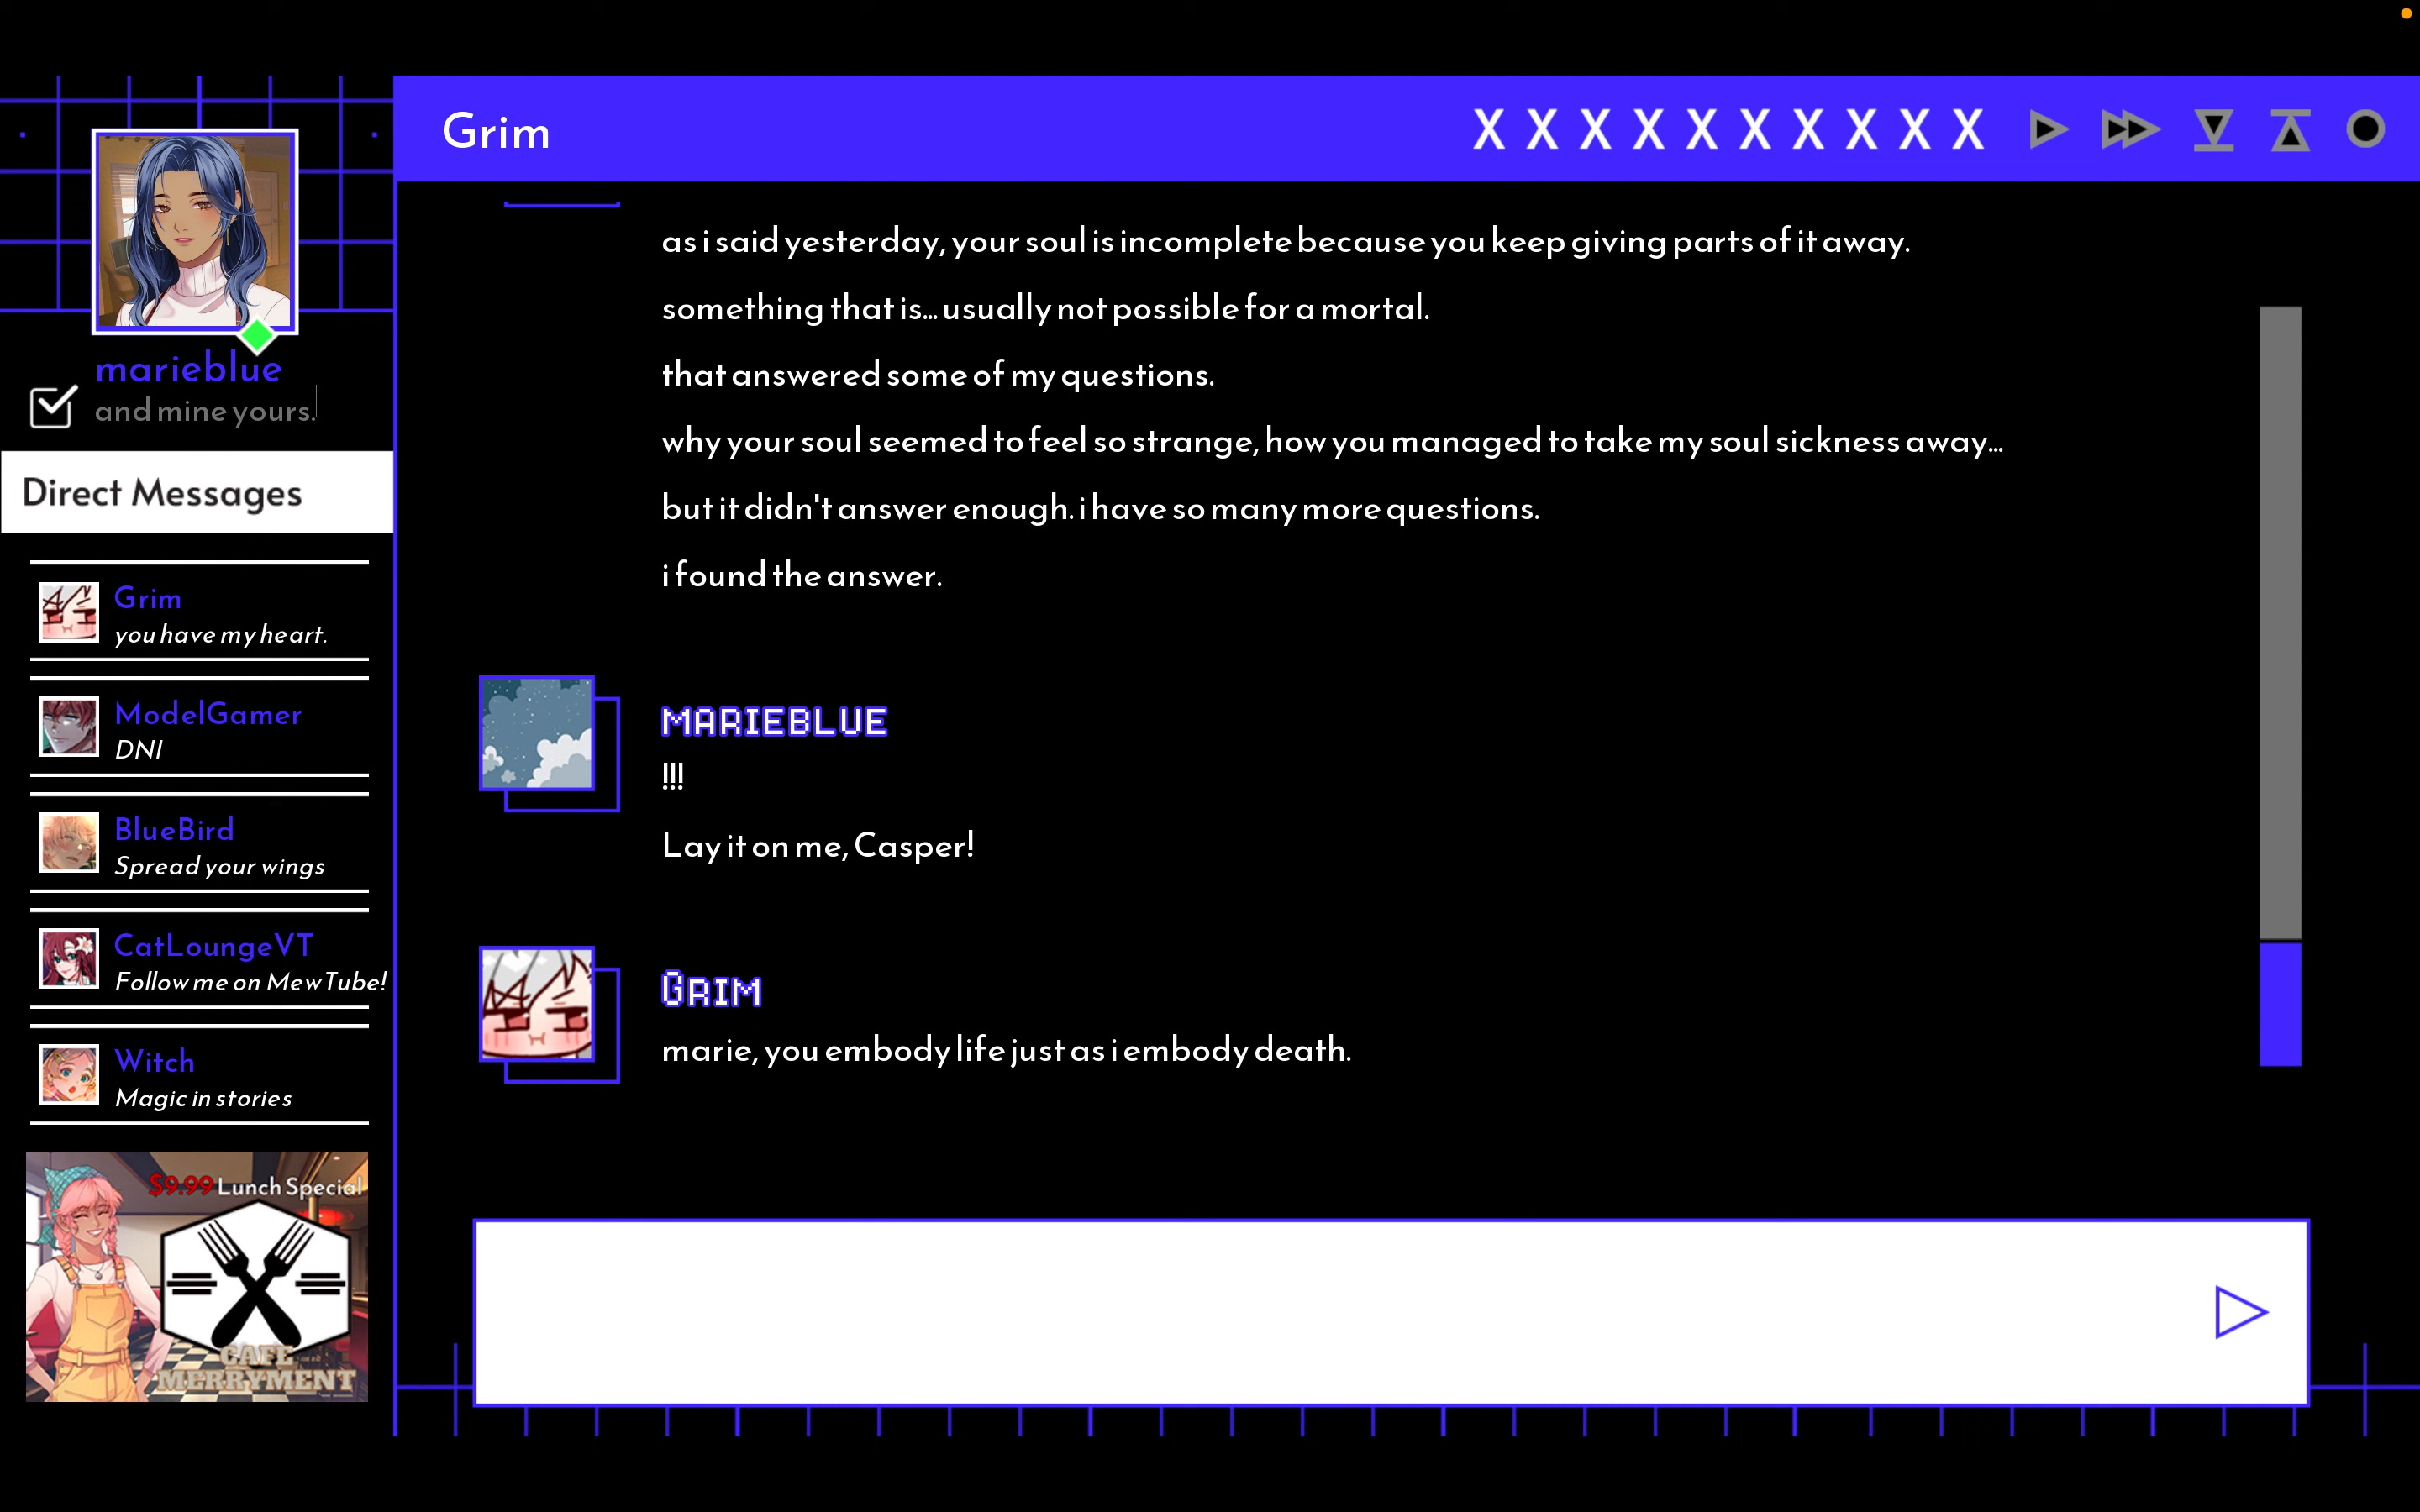 Grim
X X X X X X X X X X
marieblue
and mine yours.
Direct Messages
Grim
you have my heart.
ModelGamer
DNI
BlueBird
Spread your wings
CatLoungeVT
Follow me on MewTube!
Witch
Magic in stories
$9.99 Lunch Special
CAFE
MERRYMENT
as i said yesterday, your soul is incomplete because you keep giving parts of it away.
something that is... usually not possible for a mortal.
that answered some of my questions.
why your soul seemed to feel so strange, how you managed to take my soul sickness away...
but it didn't answer enough. i have so many more questions.
i found the answer.
MARIEBLUE
!!!
Lay it on me, Casper!
GRIM
marie, you embody life just as i embody death.